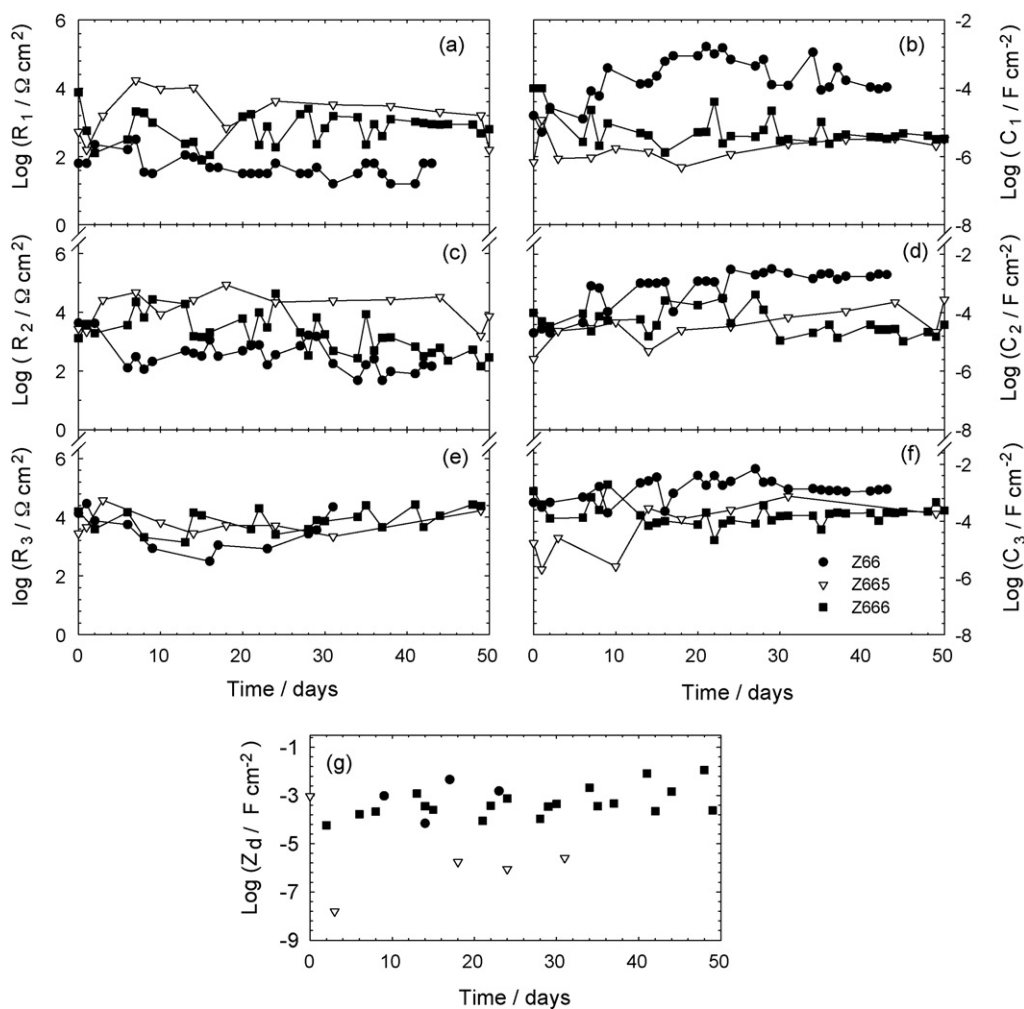 (a)
Log (R1 / Ω cm2)
6
4
2
0
(b)
Log ( C1 / F cm-2)
-2
-4
-6
-8
(c)
Log ( R2 / Ω cm2)
6
4
2
0
(d)
Log ( C2 / F cm-2)
-2
-4
-6
-8
(e)
log (R3 / Ω cm2)
6
4
2
0
0 10 20 30 40 50
Time / days
(f)
Log (C3 / F cm-2)
-2
-4
-6
-8
Z66
Z665
Z666
0 10 20 30 40 50
Time / days
(g)
Log (Zd / F cm-2)
-1
-3
-5
-7
-9
0 10 20 30 40 50
Time / days